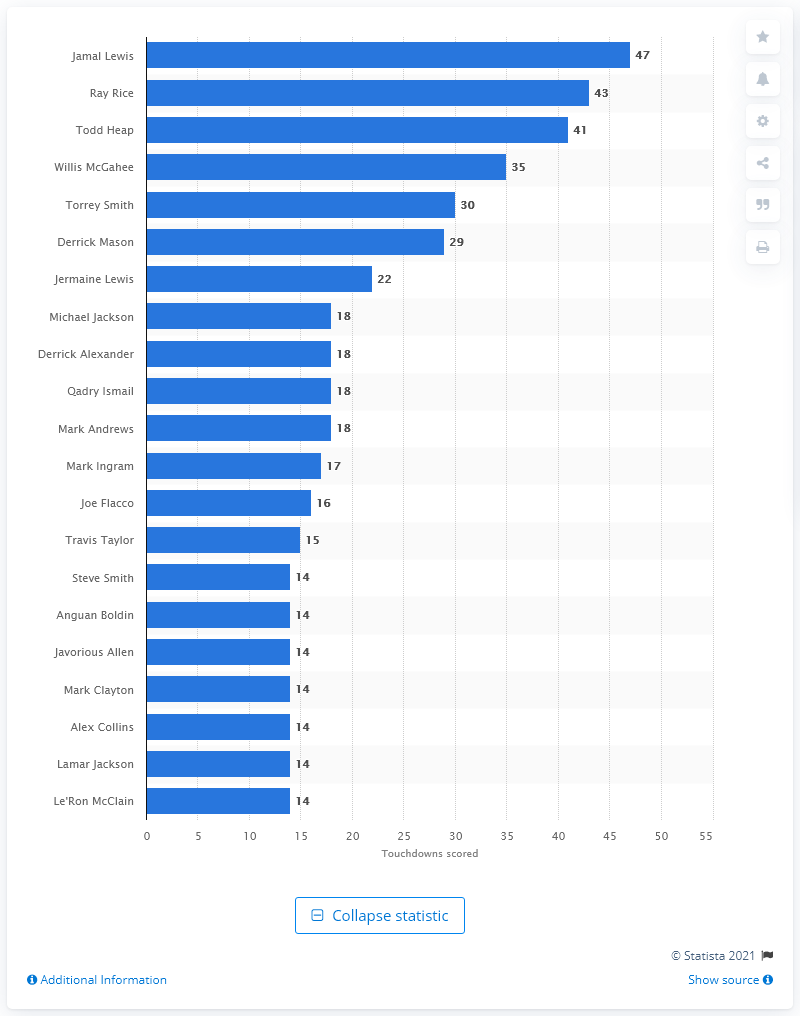 Jamal Lewis 47
Ray Rice 43
Todd Heap 41
Willis McGahee 35
Torrey Smith 30
Derrick Mason 29
Jermaine Lewis 22
Michael Jackson 18
Derrick Alexander 18
Qadry Ismail 18
Mark Andrews 18
Mark Ingram 17
Joe Flacco 16
Travis Taylor 15
Steve Smith 14
Anguan Boldin 14
Javorious Allen 14
Mark Clayton 14
Alex Collins 14
Lamar Jackson 14
Le'Ron McClain 14
0 5 10 15 20 25 30 35 40 45 50 55
Touchdowns scored
Collapse statistic
© Statista 2021
Additional Information Show source